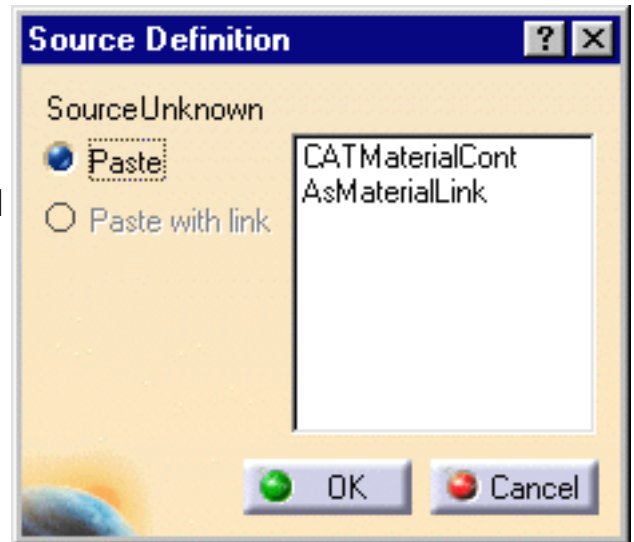 Source Definition
SourceUnknown
Paste
Paste with link
CATMaterialCont
AsMaterialLink
OK
Cancel